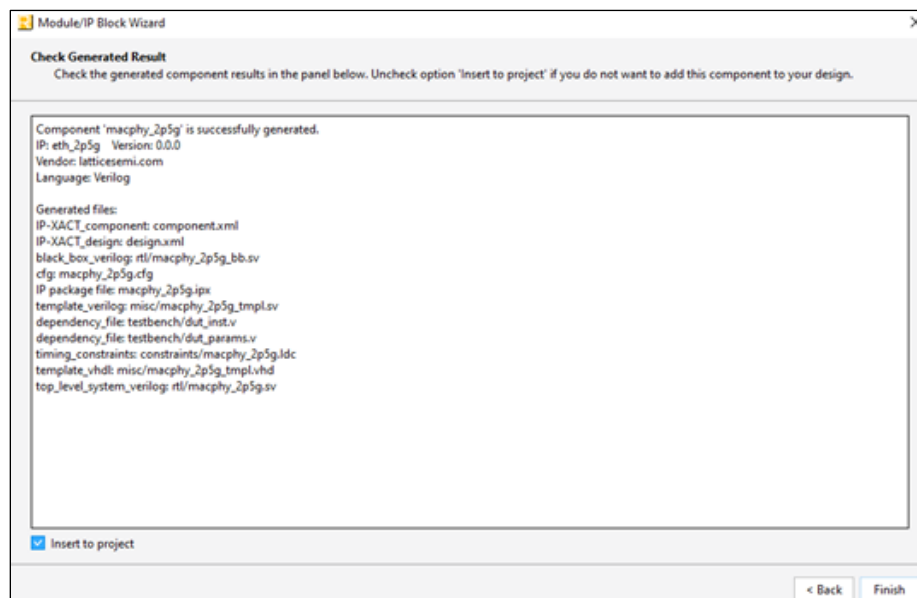 Module/IP Block Wizard
Check Generated Result
Check the generated component results in the panel below. Uncheck option 'Insert to project' if you do not want to add this component to your design.
Component 'macphy_2p5g' is successfully generated.
IP: eth_2p5g Version: 0.0.0
Vendor: latticesemi.com
Language: Verilog
Generated files:
IP-XACT_component: component.xml
IP-XACT_design: design.xml
black_box_verilog: rtl/macphy_2p5g_bb.sv
cfg: macphy_2p5g.cfg
IP package file: macphy_2p5g.ipx
template_verilog: misc/macphy_2p5g_tmpl.sv
dependency_file: testbench/dut_inst.v
dependency_file: testbench/dut_params.v
timing_constraints: constraints/macphy_2p5g.ldc
template_vhdl: misc/macphy_2p5g_tmpl.vhd
top_level_system_verilog: rtl/macphy_2p5g.sv
Insert to project
< Back Finish